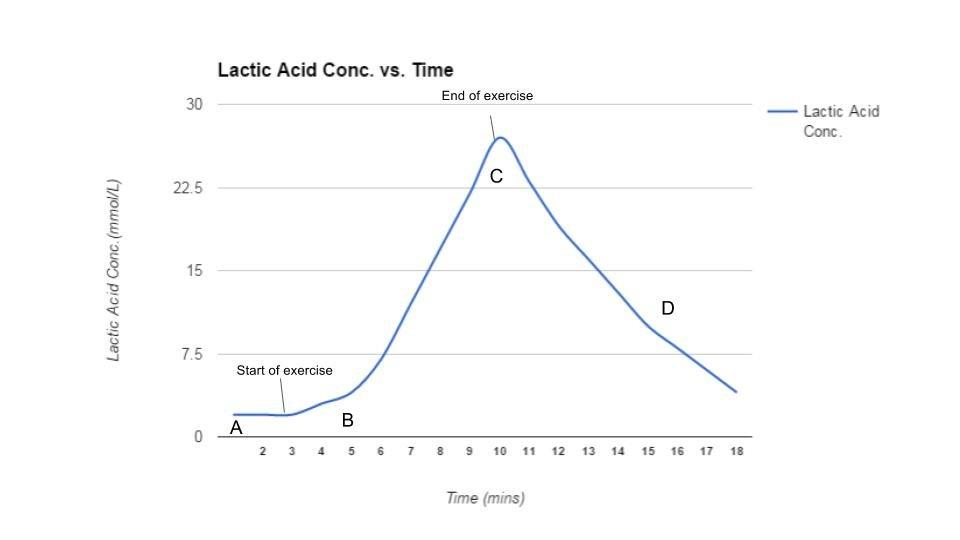 Lactic Acid Conc. vs. Time
End of exercise
30
Lactic Acid
Conc.
C
22.5
Lactic Acid Conc.(mmol/L)
15
D
7.5
Start of exercise
A
B
0
2 3 4 5 6 7 8 9 10 11 12 13 14 15 16 17 18
Time (mins)